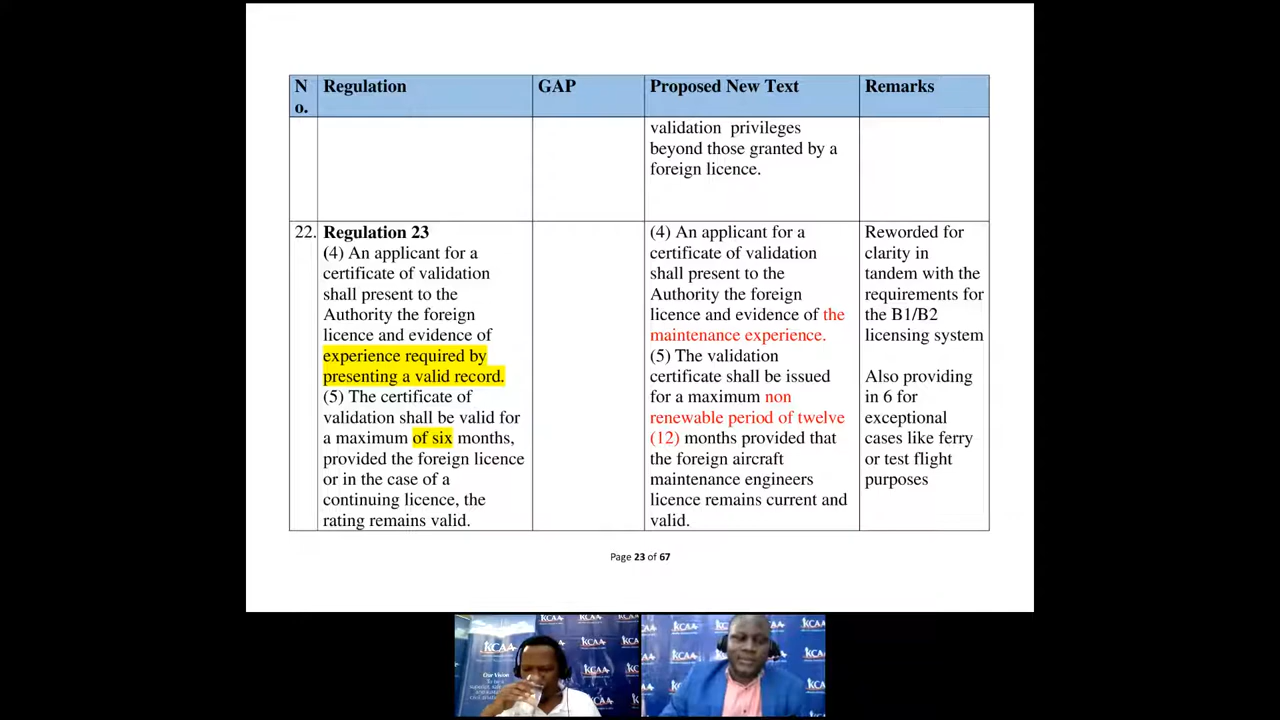 No. Regulation GAP Proposed New Text Remarks
validation privileges
beyond those granted by a
foreign licence.
22.
Regulation 23
(4) An applicant for a
certificate of validation
shall present to the
Authority the foreign
licence and evidence of
experience required by
presenting a valid record.
(5) The certificate of
validation shall be valid for
a maximum of six months,
provided the foreign licence
or in the case of a
continuing licence, the
rating remains valid.
(4) An applicant for a
certificate of validation
shall present to the
Authority the foreign
licence and evidence of the
maintenance experience.
(5) The validation
certificate shall be issued
for a maximum non
renewable period of twelve
(12) months provided that
the foreign aircraft
maintenance engineers
licence remains current and
valid.
Reworded for
clarity in
tandem with the
requirements for
the B1/B2
licensing system
Also providing
in 6 for
exceptional
cases like ferry
or test flight
purposes
Page 23 of 67
KCAA
Our Vision
KCAA
KCAA
KCAA
KCAA